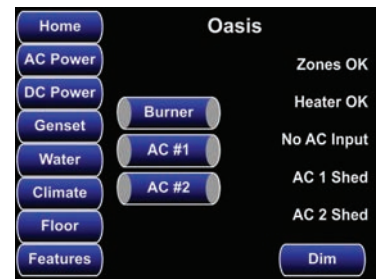 Home
Oasis
AC Power
Zones OK
DC Power
Heater OK
Burner
Genset
No AC Input
AC #1
Water
AC 1 Shed
AC #2
Climate
AC 2 Shed
Floor
Features
Dim